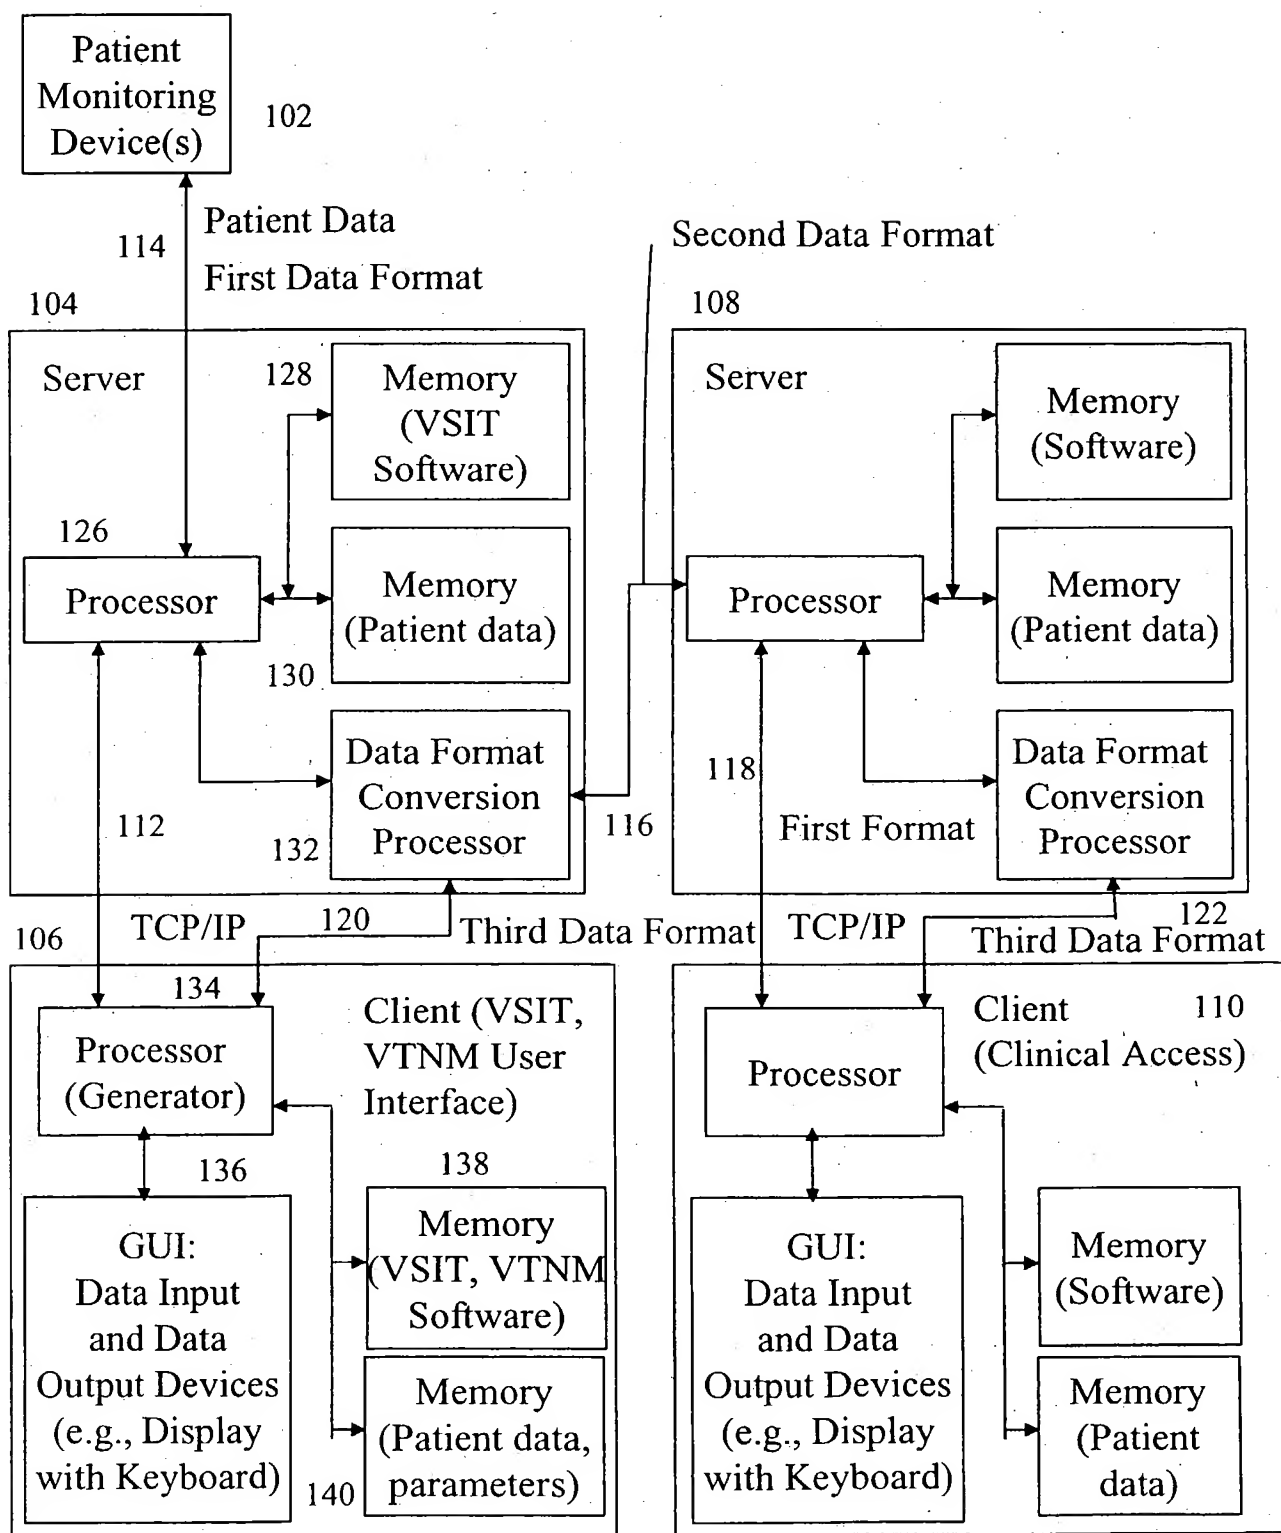 Patient
Monitoring
Device(s)
102
114
Patient Data
First Data Format
Second Data Format
104
Server
128
Memory
(VSIT
Software)
126
Processor
Memory
(Patient data)
130
Data Format
Conversion
Processor
132
112
116
108
Server
Memory
(Software)
Processor
Memory
(Patient data)
118
First Format
Data Format
Conversion
Processor
106
TCP/IP
120
Third Data Format
TCP/IP
122
Third Data Format
134
Processor
(Generator)
Client (VSIT,
VTNM User
Interface)
136
138
GUI:
Data Input
and Data
Output Devices
(e.g., Display
with Keyboard)
Memory
(VSIT, VTNM
Software)
Memory
(Patient data,
parameters)
140
Processor
Client
110
(Clinical Access)
GUI:
Data Input
and Data
Output Devices
(e.g., Display
with Keyboard)
Memory
(Software)
Memory
(Patient
data)